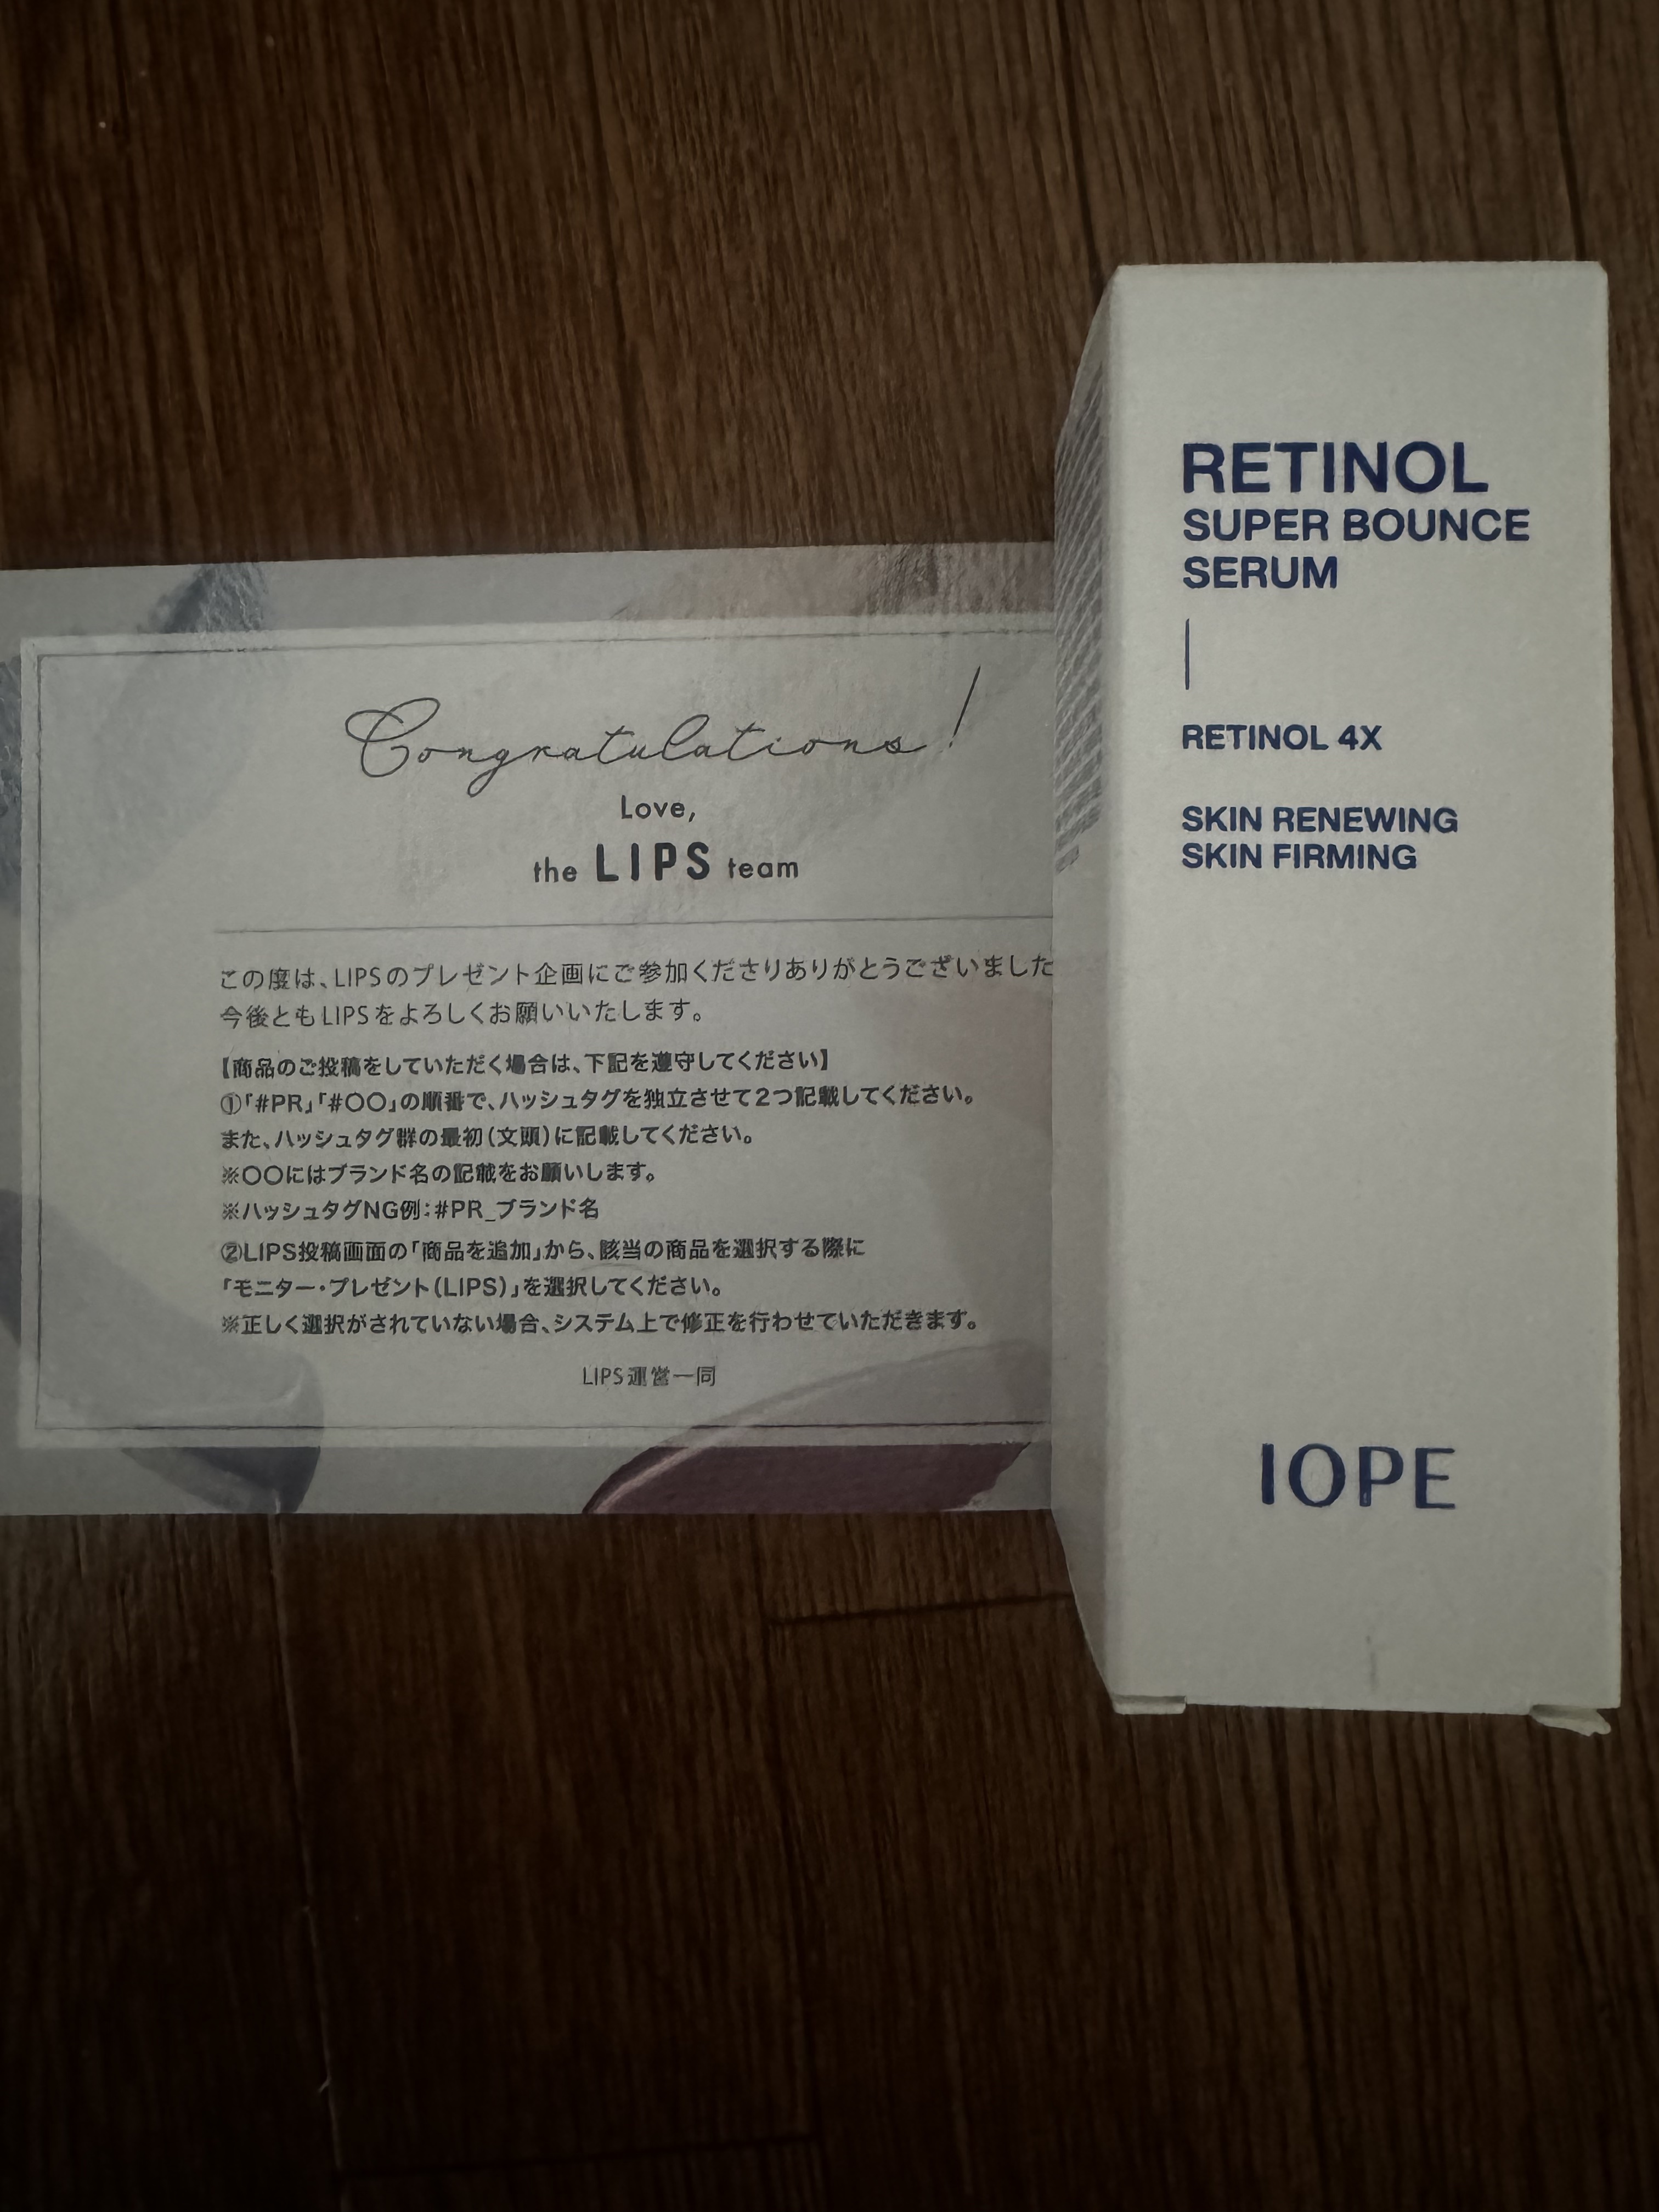 Congratulations!
Love,
the LIPS team
この度は、LIPSのプレゼント企画にご参加くださりありがとうございました
今後ともLIPSをよろしくお願いいたします。
【商品のご投稿をしていただく場合は、下記を遵守してください】
①「#PR」「#〇〇」の順番で、ハッシュタグを独立させて2つ記載してください。
また、ハッシュタグ群の最初（文頭）に記載してください。
※〇〇にはブランド名の記載をお願いします。
※ハッシュタグNG例：#PR_ブランド名
②LIPS投稿画面の「商品を追加」から、該当の商品を選択する際に
「モニター・プレゼント（LIPS）」を選択してください。
※正しく選択がされていない場合、システム上で修正を行わせていただきます。
LIPS運営一同
RETINOL
SUPER BOUNCE
SERUM
RETINOL 4X
SKIN RENEWING
SKIN FIRMING
IOPE